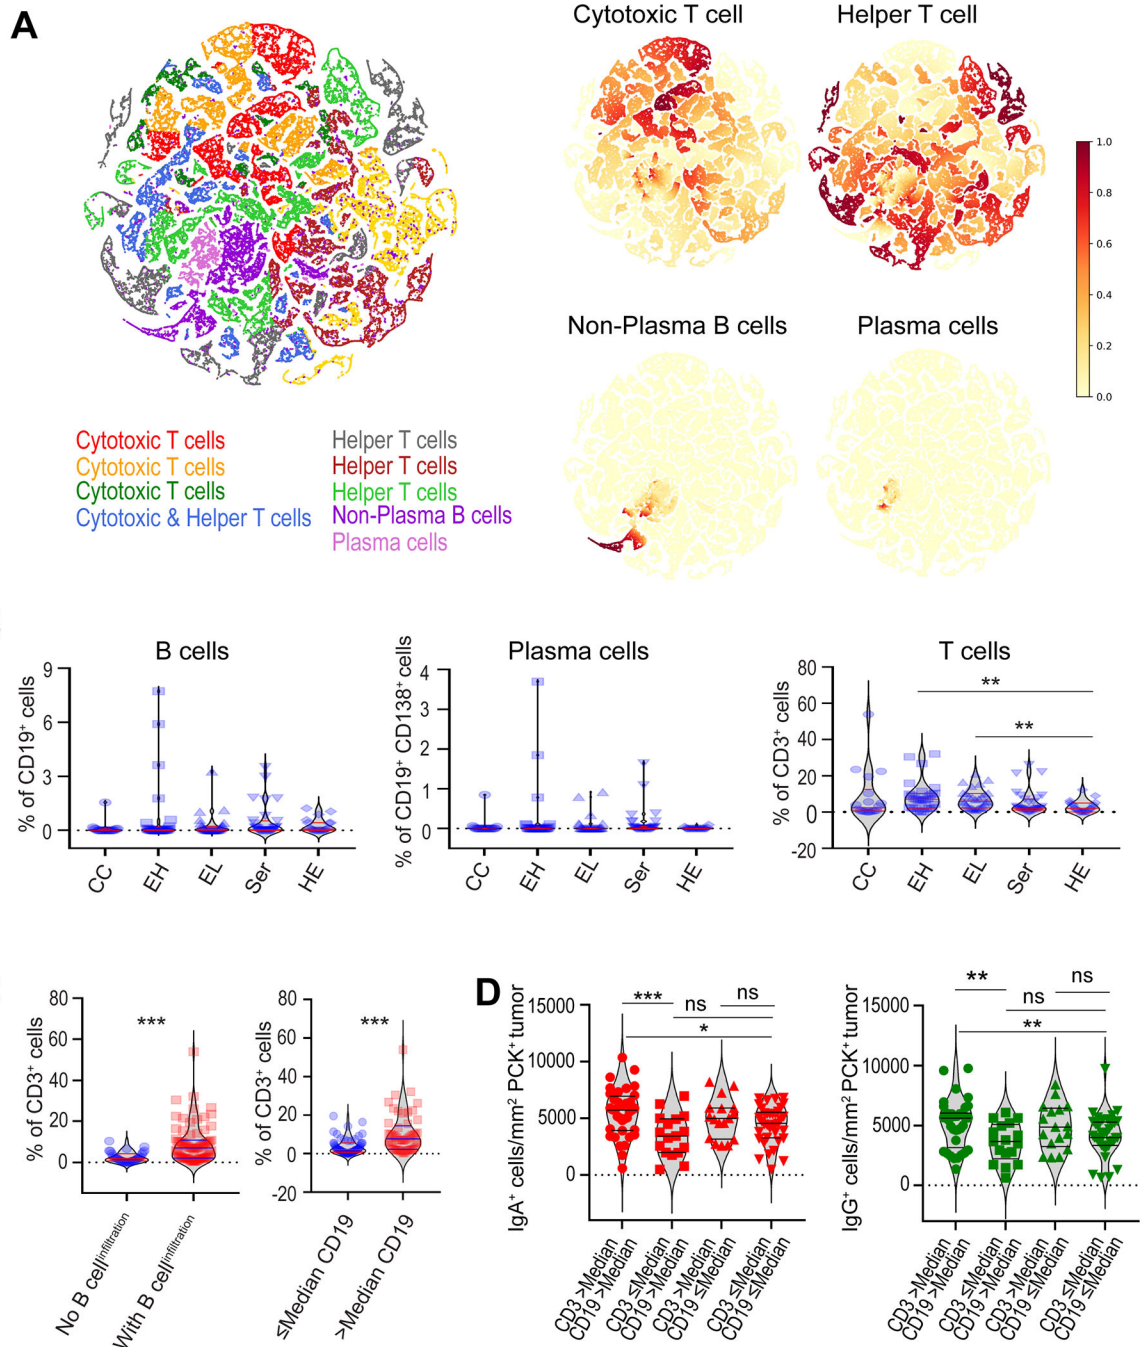 A
Cytotoxic T cell
Helper T cell
1.0
0.8
0.6
0.4
0.2
0.0
Non-Plasma B cells
Plasma cells
Cytotoxic T cells
Cytotoxic T cells
Cytotoxic T cells
Cytotoxic & Helper T cells
Helper T cells
Helper T cells
Helper T cells
Non-Plasma B cells
Plasma cells
B cells
% of CD19+ cells
9
6
3
0
CC
EH
EL
Ser
HE
Plasma cells
% of CD19+ CD138+ cells
4
3
2
1
0
CC
EH
EL
Ser
HE
T cells
% of CD3+ cells
80
60
40
20
0
-20
**
**
CC
EH
EL
Ser
HE
% of CD3+ cells
80
60
40
20
0
***
No B cell infiltration
With B cell infiltration
% of CD3+ cells
80
60
40
20
0
-20
***
≤Median CD19
>Median CD19
D
IgA+ cells/mm2 PCK+ tumor
15000
10000
5000
0
***
ns
ns
*
CD3 >Median
CD19 >Median
CD3 ≤Median
CD19 >Median
CD3 >Median
CD19 ≤Median
CD3 ≤Median
CD19 ≤Median
IgG+ cells/mm2 PCK+ tumor
15000
10000
5000
0
**
ns
ns
**
CD3 >Median
CD19 >Median
CD3 ≤Median
CD19 >Median
CD3 >Median
CD19 ≤Median
CD3 ≤Median
CD19 ≤Median